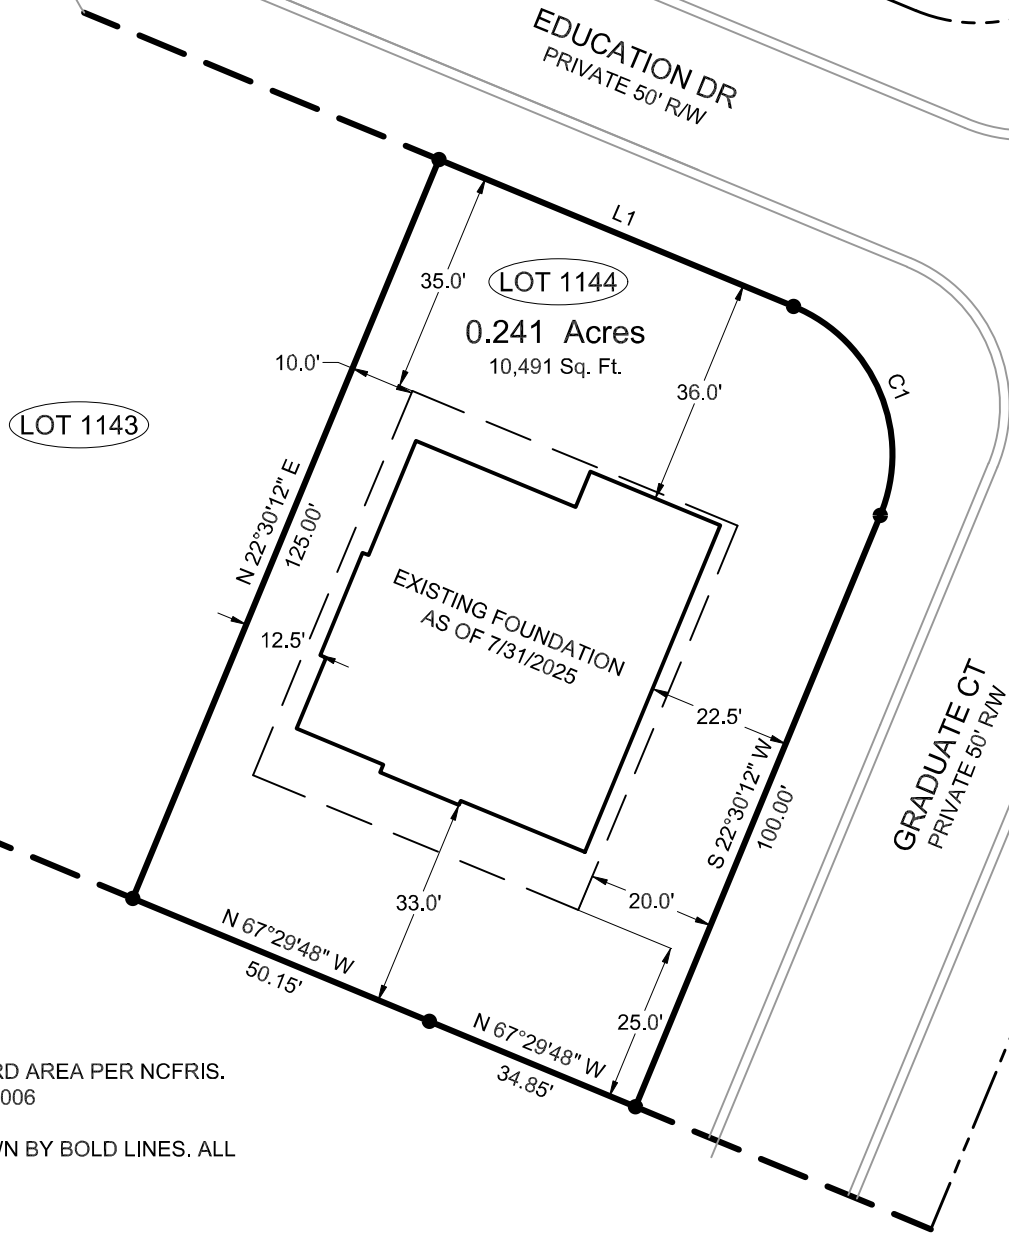 EDUCATION DR
PRIVATE 50' R/W
L1
35.0'
LOT 1144
0.241 Acres
10,491 Sq. Ft.
10.0'
36.0'
C1
LOT 1143
N 22°30'12" E
125.00'
EXISTING FOUNDATION
AS OF 7/31/2025
12.5'
22.5'
S 22°30'12" W
100.00'
GRADUATE CT
PRIVATE 50' R/W
33.0'
20.0'
N 67°29'48" W
50.15'
25.0'
N 67°29'48" W
34.85'
RD AREA PER NCFRIS.
006
WN BY BOLD LINES. ALL